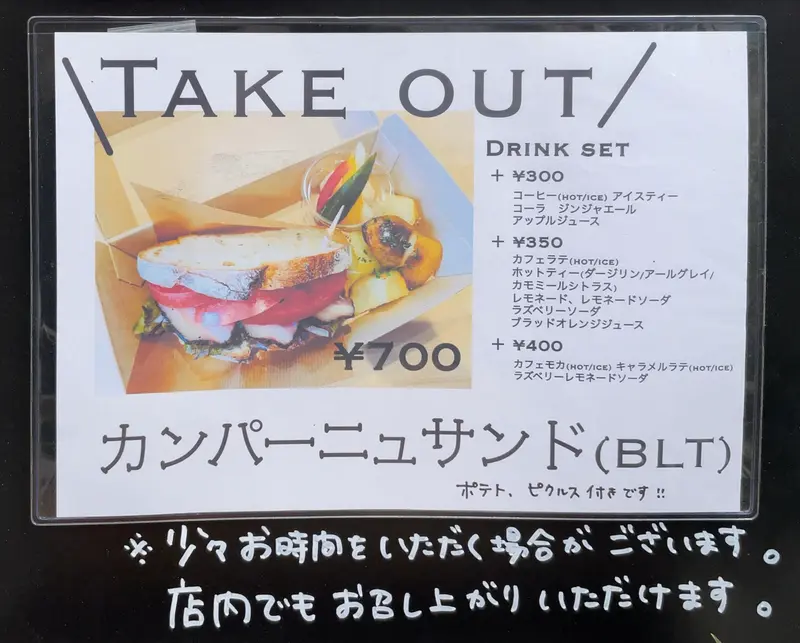 \TAKE OUT/
DRINK SET
+ ¥300
コーヒー(HOT/ICE) アイスティー
コーラ ジンジャエール
アップルジュース
+ ¥350
カフェラテ(HOT/ICE)
ホットティー(ダージリン/アールグレイ/
カモミールシトラス)
レモネード、レモネードソーダ
ラズベリーソーダ
ブラッドオレンジジュース
+ ¥400
カフェモカ(HOT/ICE) キャラメルラテ(HOT/ICE)
ラズベリーレモネードソーダ
¥700
カンパーニュサンド(BLT)
ポテト、ピクルス付きです!!
※ 少々お時間をいただく場合がございます。
店内でもお召し上がりいただけます。